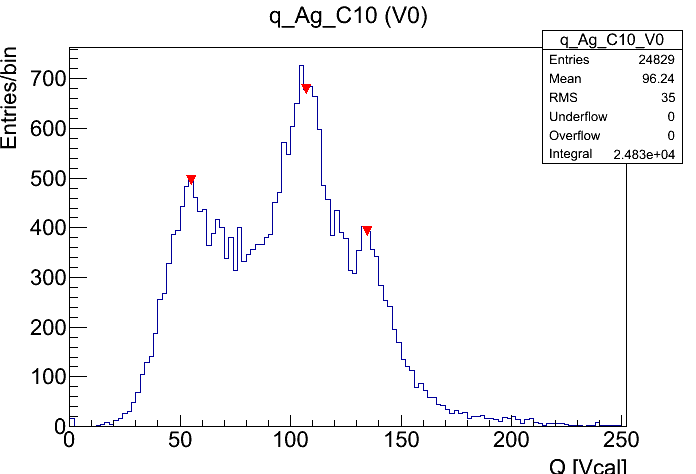 q_Ag_C10 (V0)
q_Ag_C10_V0
Entries 24829
Mean 96.24
RMS 35
Underflow 0
Overflow 0
Integral 2.483e+04
Entries/bin
700
600
500
400
300
200
100
0
0 50 100 150 200 250
Q [Vcal]